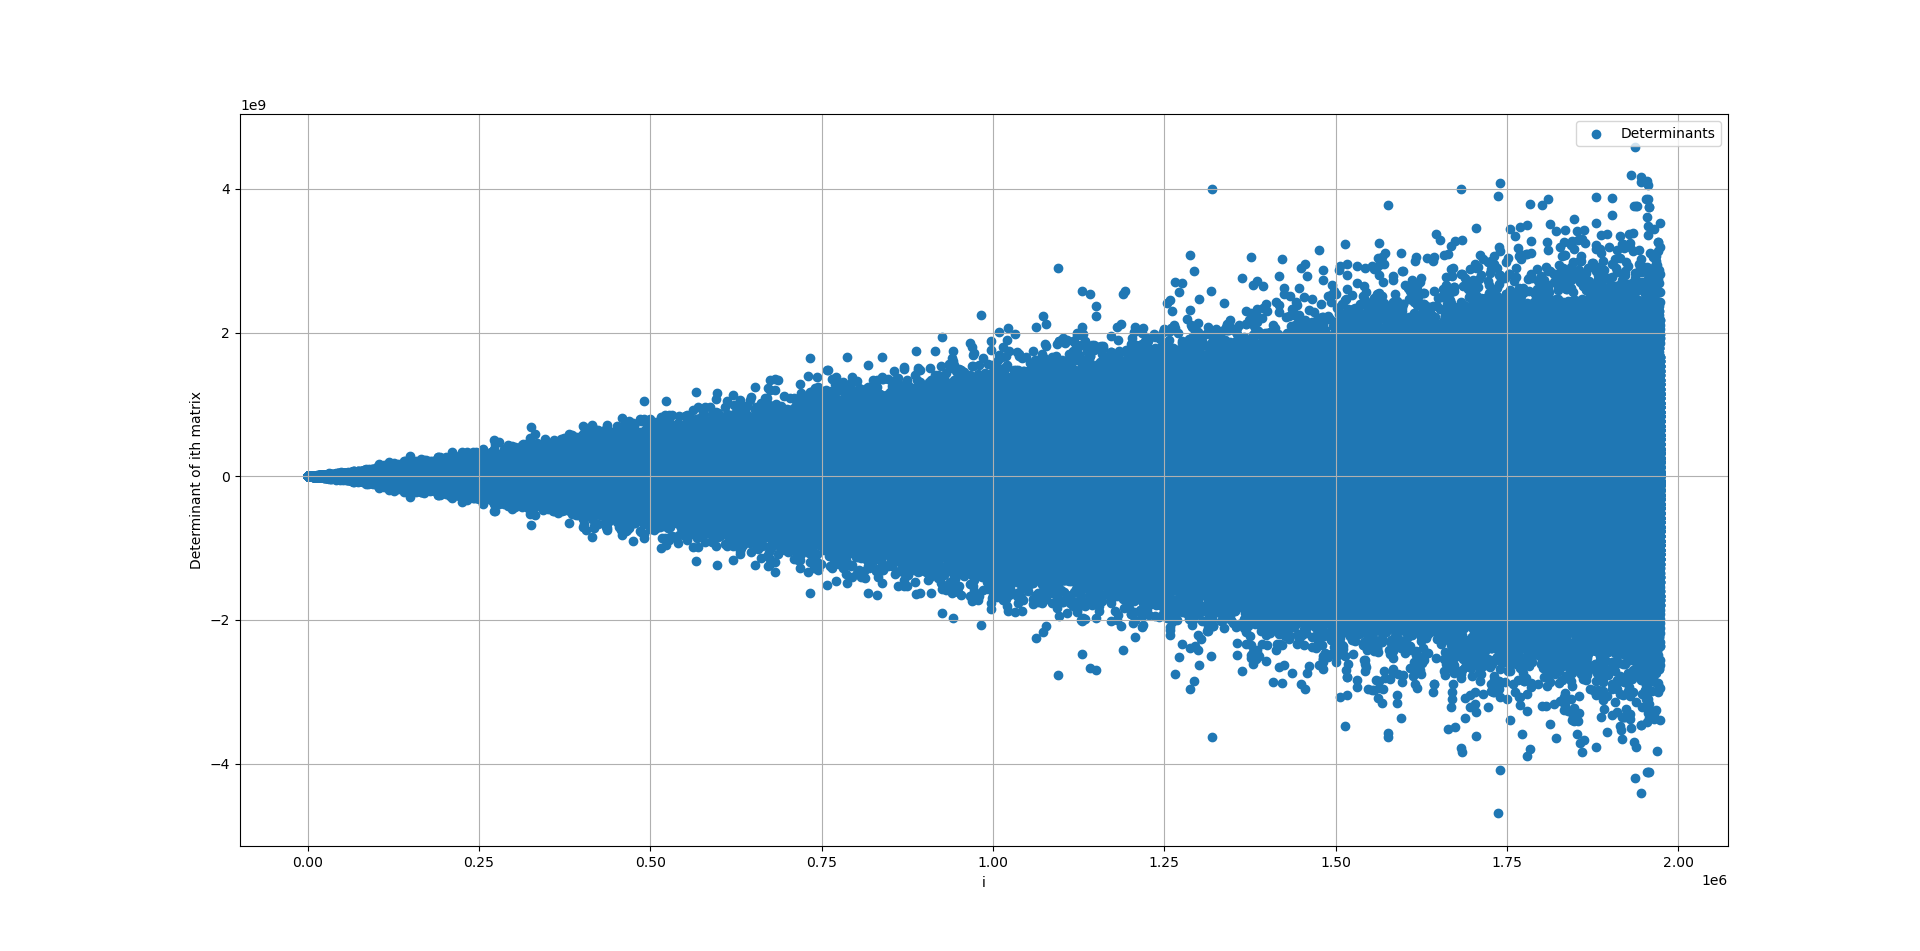 1e9
Determinants
4
2
0
−2
−4
Determinant of ith matrix
0.00 0.25 0.50 0.75 1.00 1.25 1.50 1.75 2.00
i
1e6